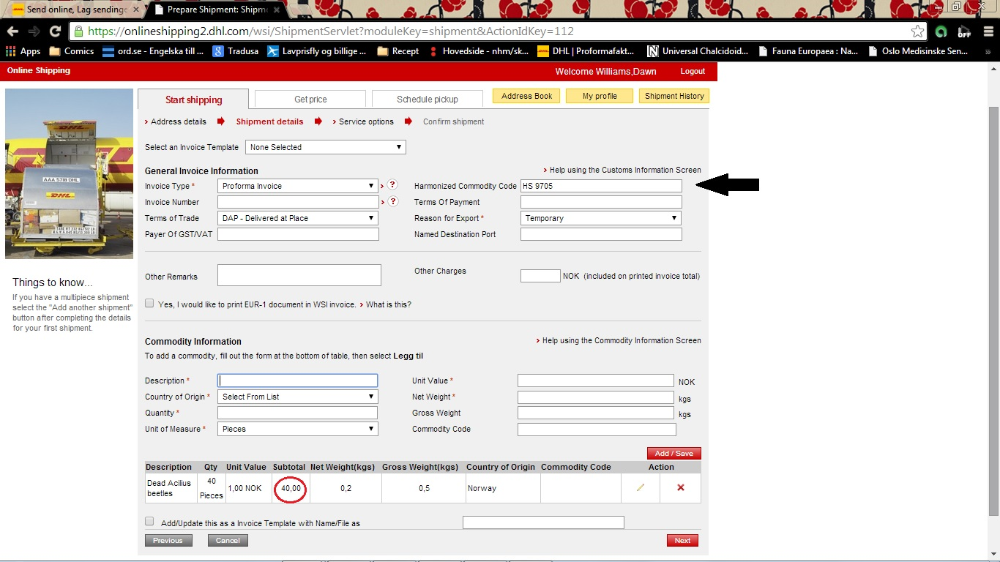 Send online, Lag sendinge
Prepare Shipment: Shipme
https://onlineshipping2.dhl.com/wsi/ShipmentServlet?moduleKey=shipment&ActionIdKey=112
OFF
Apps Comics ord.se - Engelska till ... Tradusa Lavprisfly og billige ... Recept Hovedside - nhm/sk... DHL | Proformafakt... Universal Chalcidoid... Fauna Europaea : Na... Oslo Medisinske Sen... »
Online Shipping Welcome Williams,Dawn Logout
Start shipping Get price Schedule pickup Address Book My profile Shipment History
Address details Shipment details Service options Confirm shipment
Select an Invoice Template None Selected
General Invoice Information Help using the Customs Information Screen
Invoice Type * Proforma Invoice ? Harmonized Commodity Code HS 9705
Invoice Number ? Terms Of Payment
Terms of Trade DAP - Delivered at Place Reason for Export * Temporary
Payer Of GST/VAT Named Destination Port
Other Remarks Other Charges NOK (included on printed invoice total)
Yes, I would like to print EUR-1 document in WSI invoice. What is this?
DHL
AAA 5718 DHL
DHL
Things to know...
If you have a multipiece shipment
select the "Add another shipment"
button after completing the details
for your first shipment.
Commodity Information Help using the Commodity Information Screen
To add a commodity, fill out the form at the bottom of table, then select Legg til
Description * Unit Value * NOK
Country of Origin * Select From List Net Weight * kgs
Quantity * Gross Weight kgs
Unit of Measure * Pieces Commodity Code
Add / Save
Description Qty Unit Value Subtotal Net Weight(kgs) Gross Weight(kgs) Country of Origin Commodity Code Action
Dead Acilius beetles 40 Pieces 1,00 NOK 40,00 0,2 0,5 Norway
Add/Update this as a Invoice Template with Name/File as
Previous Cancel Next